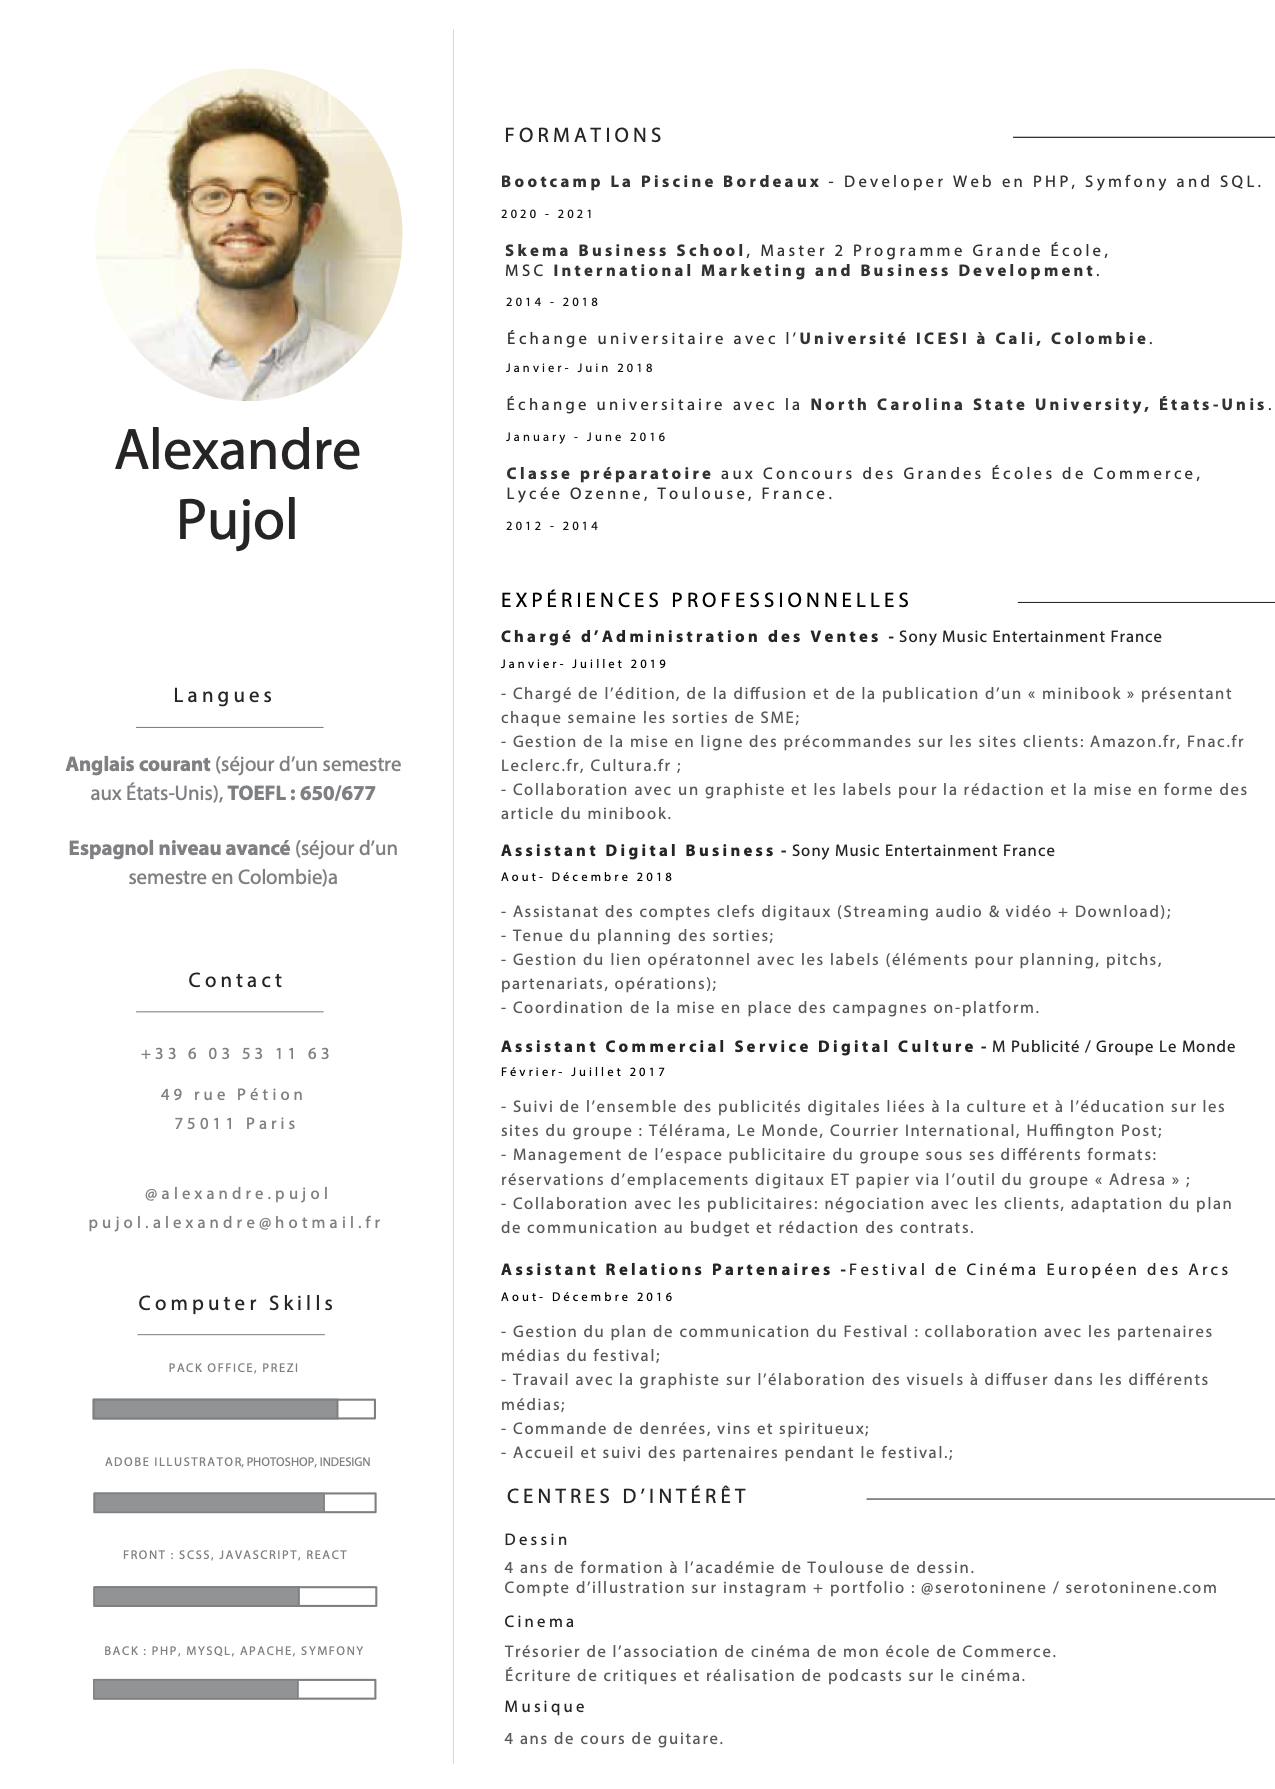 Alexandre
Pujol
Langues
Anglais courant (séjour d'un semestre
aux États-Unis), TOEFL : 650/677
Espagnol niveau avancé (séjour d'un
semestre en Colombie)a
Contact
+33 6 03 53 11 63
49 rue Pétion
75011 Paris
@alexandre.pujol
pujol.alexandre@hotmail.fr
Computer Skills
PACK OFFICE, PREZI
ADOBE ILLUSTRATOR, PHOTOSHOP, INDESIGN
FRONT : SCSS, JAVASCRIPT, REACT
BACK : PHP, MYSQL, APACHE, SYMFONY
FORMATIONS
Bootcamp La Piscine Bordeaux - Developer Web en PHP, Symfony and SQL.
2020 - 2021
Skema Business School, Master 2 Programme Grande École,
MSC International Marketing and Business Development.
2014 - 2018
Échange universitaire avec l'Université ICESI à Cali, Colombie.
Janvier- Juin 2018
Échange universitaire avec la North Carolina State University, États-Unis.
January - June 2016
Classe préparatoire aux Concours des Grandes Écoles de Commerce,
Lycée Ozenne, Toulouse, France.
2012 - 2014
EXPÉRIENCES PROFESSIONNELLES
Chargé d'Administration des Ventes - Sony Music Entertainment France
Janvier- Juillet 2019
- Chargé de l'édition, de la diffusion et de la publication d'un « minibook » présentant
chaque semaine les sorties de SME;
- Gestion de la mise en ligne des précommandes sur les sites clients: Amazon.fr, Fnac.fr
Leclerc.fr, Cultura.fr ;
- Collaboration avec un graphiste et les labels pour la rédaction et la mise en forme des
article du minibook.
Assistant Digital Business - Sony Music Entertainment France
Aout- Décembre 2018
- Assistanat des comptes clefs digitaux (Streaming audio & vidéo + Download);
- Tenue du planning des sorties;
- Gestion du lien opératonnel avec les labels (éléments pour planning, pitchs,
partenariats, opérations);
- Coordination de la mise en place des campagnes on-platform.
Assistant Commercial Service Digital Culture - M Publicité / Groupe Le Monde
Février- Juillet 2017
- Suivi de l'ensemble des publicités digitales liées à la culture et à l'éducation sur les
sites du groupe : Télérama, Le Monde, Courrier International, Huffington Post;
- Management de l'espace publicitaire du groupe sous ses différents formats:
réservations d'emplacements digitaux ET papier via l'outil du groupe « Adresa » ;
- Collaboration avec les publicitaires: négociation avec les clients, adaptation du plan
de communication au budget et rédaction des contrats.
Assistant Relations Partenaires -Festival de Cinéma Européen des Arcs
Aout- Décembre 2016
- Gestion du plan de communication du Festival : collaboration avec les partenaires
médias du festival;
- Travail avec la graphiste sur l'élaboration des visuels à diffuser dans les différents
médias;
- Commande de denrées, vins et spiritueux;
- Accueil et suivi des partenaires pendant le festival.;
CENTRES D'INTÉRÊT
Dessin
4 ans de formation à l'académie de Toulouse de dessin.
Compte d'illustration sur instagram + portfolio : @serotoninene / serotoninene.com
Cinema
Trésorier de l'association de cinéma de mon école de Commerce.
Écriture de critiques et réalisation de podcasts sur le cinéma.
Musique
4 ans de cours de guitare.